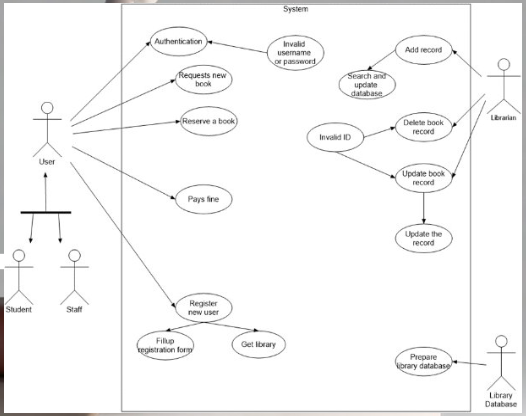 System
Authentication
Invalid
username
or password
Add record
Requests new
book
Search and
update
database
Librarian
Reserve a book
Delete book
record
Invalid ID
User
Update book
record
Pays fine
Update the
record
Student
Staff
Register
new user
Fillup
registration form
Get library
Prepare
library database
Library
Database